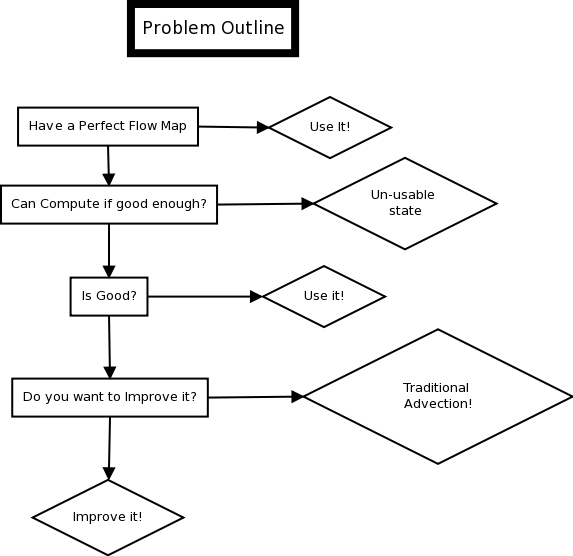 Problem Outline
Have a Perfect Flow Map
Use It!
Can Compute if good enough?
Un-usable
state
Is Good?
Use it!
Do you want to Improve it?
Traditional
Advection!
Improve it!